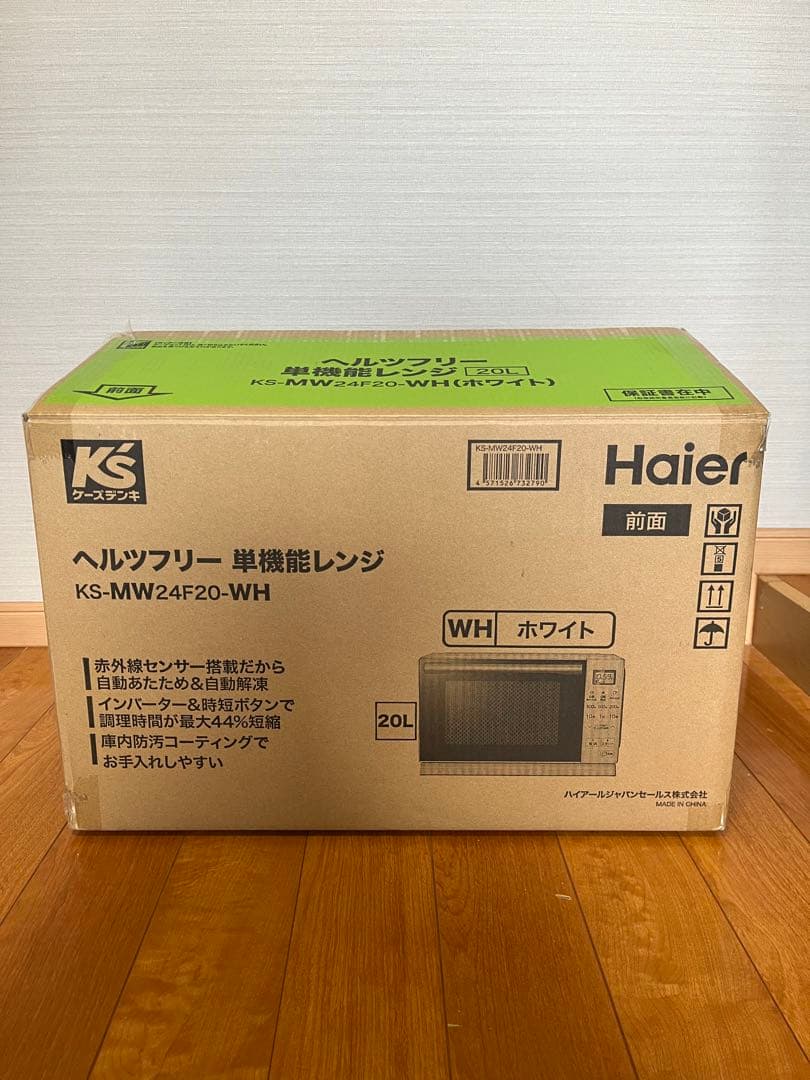 ヘルツフリー
単機能レンジ 20L
KS-MW24F20-WH(ホワイト)
前面
保証書在中
K's
ケーズデンキ
KS-MW24F20-WH
4 571526 732790
Haier
前面
ヘルツフリー 単機能レンジ
KS-MW24F20-WH
WH ホワイト
赤外線センサー搭載だから
自動あたため&自動解凍
インバーター&時短ボタンで
調理時間が最大44%短縮
庫内防汚コーティングで
お手入れしやすい
20L
ハイアールジャパンセールス株式会社
MADE IN CHINA